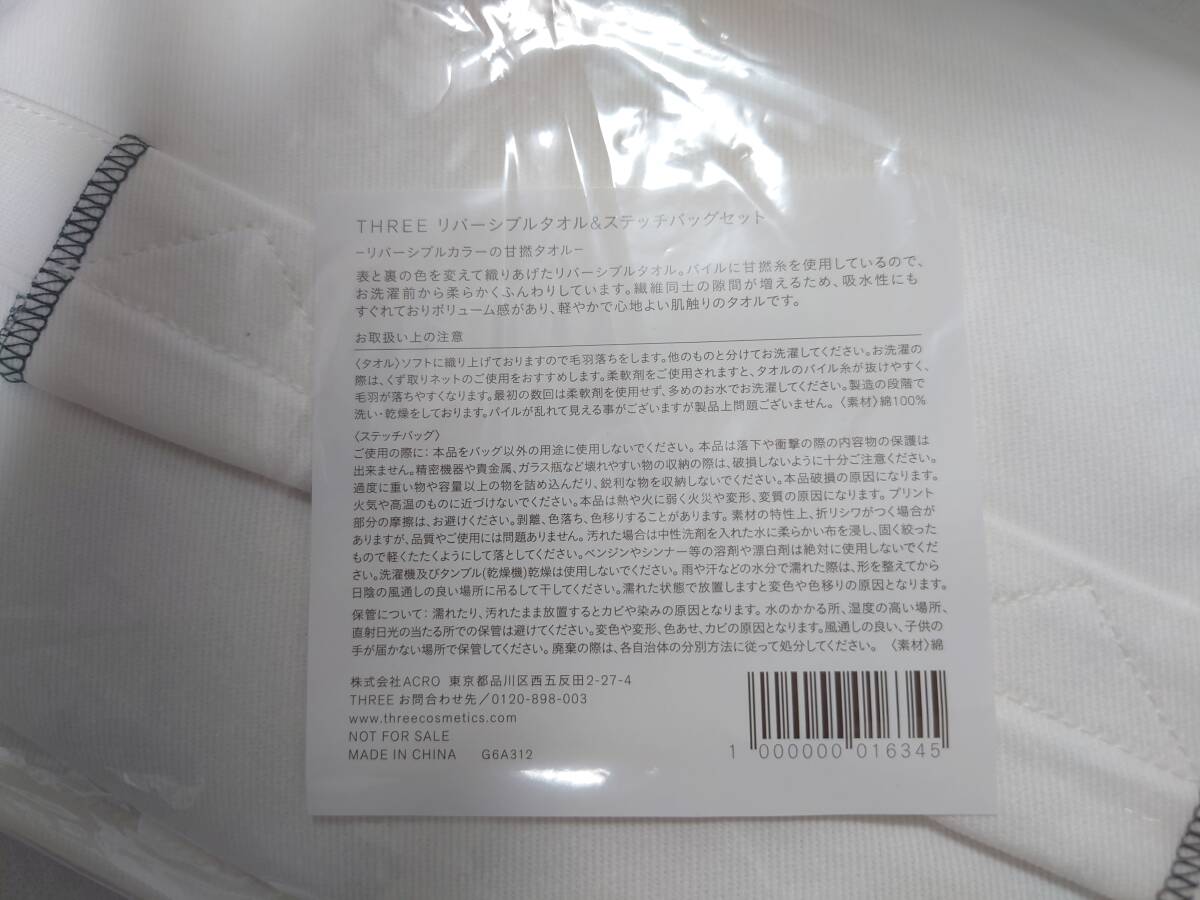 THREE リバーシブルタオル&ステッチバッグセット
−リバーシブルカラーの甘撚タオル−
表と裏の色を変えて織りあげたリバーシブルタオル。パイルに甘撚糸を使用しているので、
お洗濯前から柔らかくふんわりしています。繊維同士の隙間が増えるため、吸水性にも
すぐれておりボリューム感があり、軽やかで心地よい肌触りのタオルです。
お取扱い上の注意
〈タオル〉ソフトに織り上げておりますので毛羽落ちをします。他のものと分けてお洗濯してください。お洗濯の
際は、くず取りネットのご使用をおすすめします。柔軟剤をご使用されますと、タオルのパイル糸が抜けやすく、
毛羽が落ちやすくなります。最初の数回は柔軟剤を使用せず、多めのお水でお洗濯してください。製造の段階で
洗い・乾燥をしております。パイルが乱れて見える事がございますが製品上問題ございません。〈素材〉綿100%
〈ステッチバッグ〉
ご使用の際に：本品をバッグ以外の用途に使用しないでください。本品は落下や衝撃の際の内容物の保護は
出来ません。精密機器や貴金属、ガラス瓶など壊れやすい物の収納の際は、破損しないように十分ご注意ください。
過度に重い物や容量以上の物を詰め込んだり、鋭利な物を収納しないでください。本品破損の原因になります。
火気や高温のものに近づけないでください。本品は熱や火に弱く火災や変形、変質の原因になります。プリント
部分の摩擦は、お避けください。剥離、色落ち、色移りすることがあります。素材の特性上、折りシワがつく場合が
ありますが、品質やご使用には問題ありません。汚れた場合は中性洗剤を入れた水に柔らかい布を浸し、固く絞った
もので軽くたたくようにして落としてください。ベンジンやシンナー等の溶剤や漂白剤は絶対に使用しないでくだ
さい。洗濯機及びタンブル(乾燥機)乾燥は使用しないでください。雨や汗などの水分で濡れた際は、形を整えてから
日陰の風通しの良い場所に吊るして干してください。濡れた状態で放置しますと変色や色移りの原因となります。
保管について：濡れたり、汚れたまま放置するとカビや染みの原因となります。水のかかる所、湿度の高い場所、
直射日光の当たる所での保管は避けてください。変色や変形、色あせ、カビの原因となります。風通しの良い、子供の
手が届かない場所で保管してください。廃棄の際は、各自治体の分別方法に従って処分してください。〈素材〉綿
株式会社ACRO 東京都品川区西五反田2-27-4
THREE お問合わせ先／0120-898-003
www.threecosmetics.com
NOT FOR SALE
MADE IN CHINA G6A312
1 000000 016345